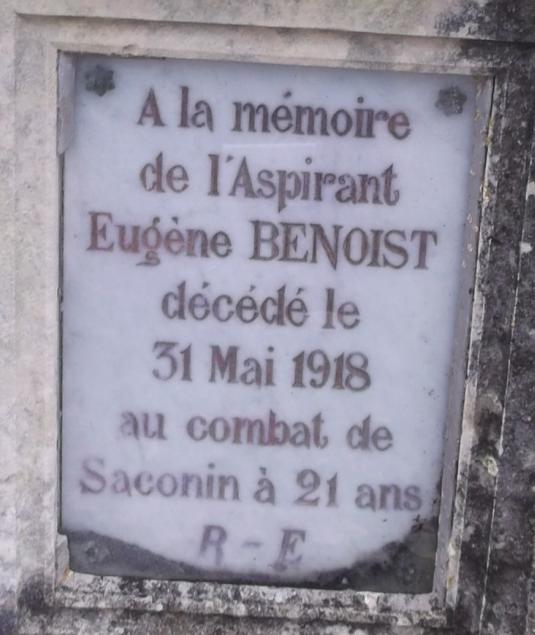 A la mémoire
de l'Aspirant
Eugène BENOIST
décédé le
31 Mai 1918
au combat de
Saconin à 21 ans
R - E